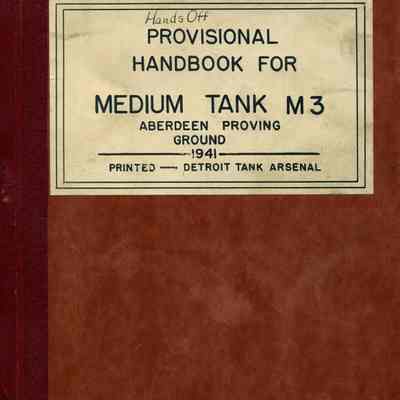 Hands Off
PROVISIONAL
HANDBOOK FOR
MEDIUM TANK M3
ABERDEEN PROVING
GROUND
1941
PRINTED — DETROIT TANK ARSENAL